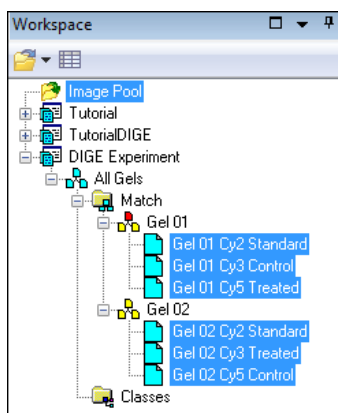 Workspace
Image Pool
Tutorial
TutorialDIGE
DIGE Experiment
All Gels
Match
Gel 01
Gel 01 Cy2 Standard
Gel 01 Cy3 Control
Gel 01 Cy5 Treated
Gel 02
Gel 02 Cy2 Standard
Gel 02 Cy3 Treated
Gel 02 Cy5 Control
Classes